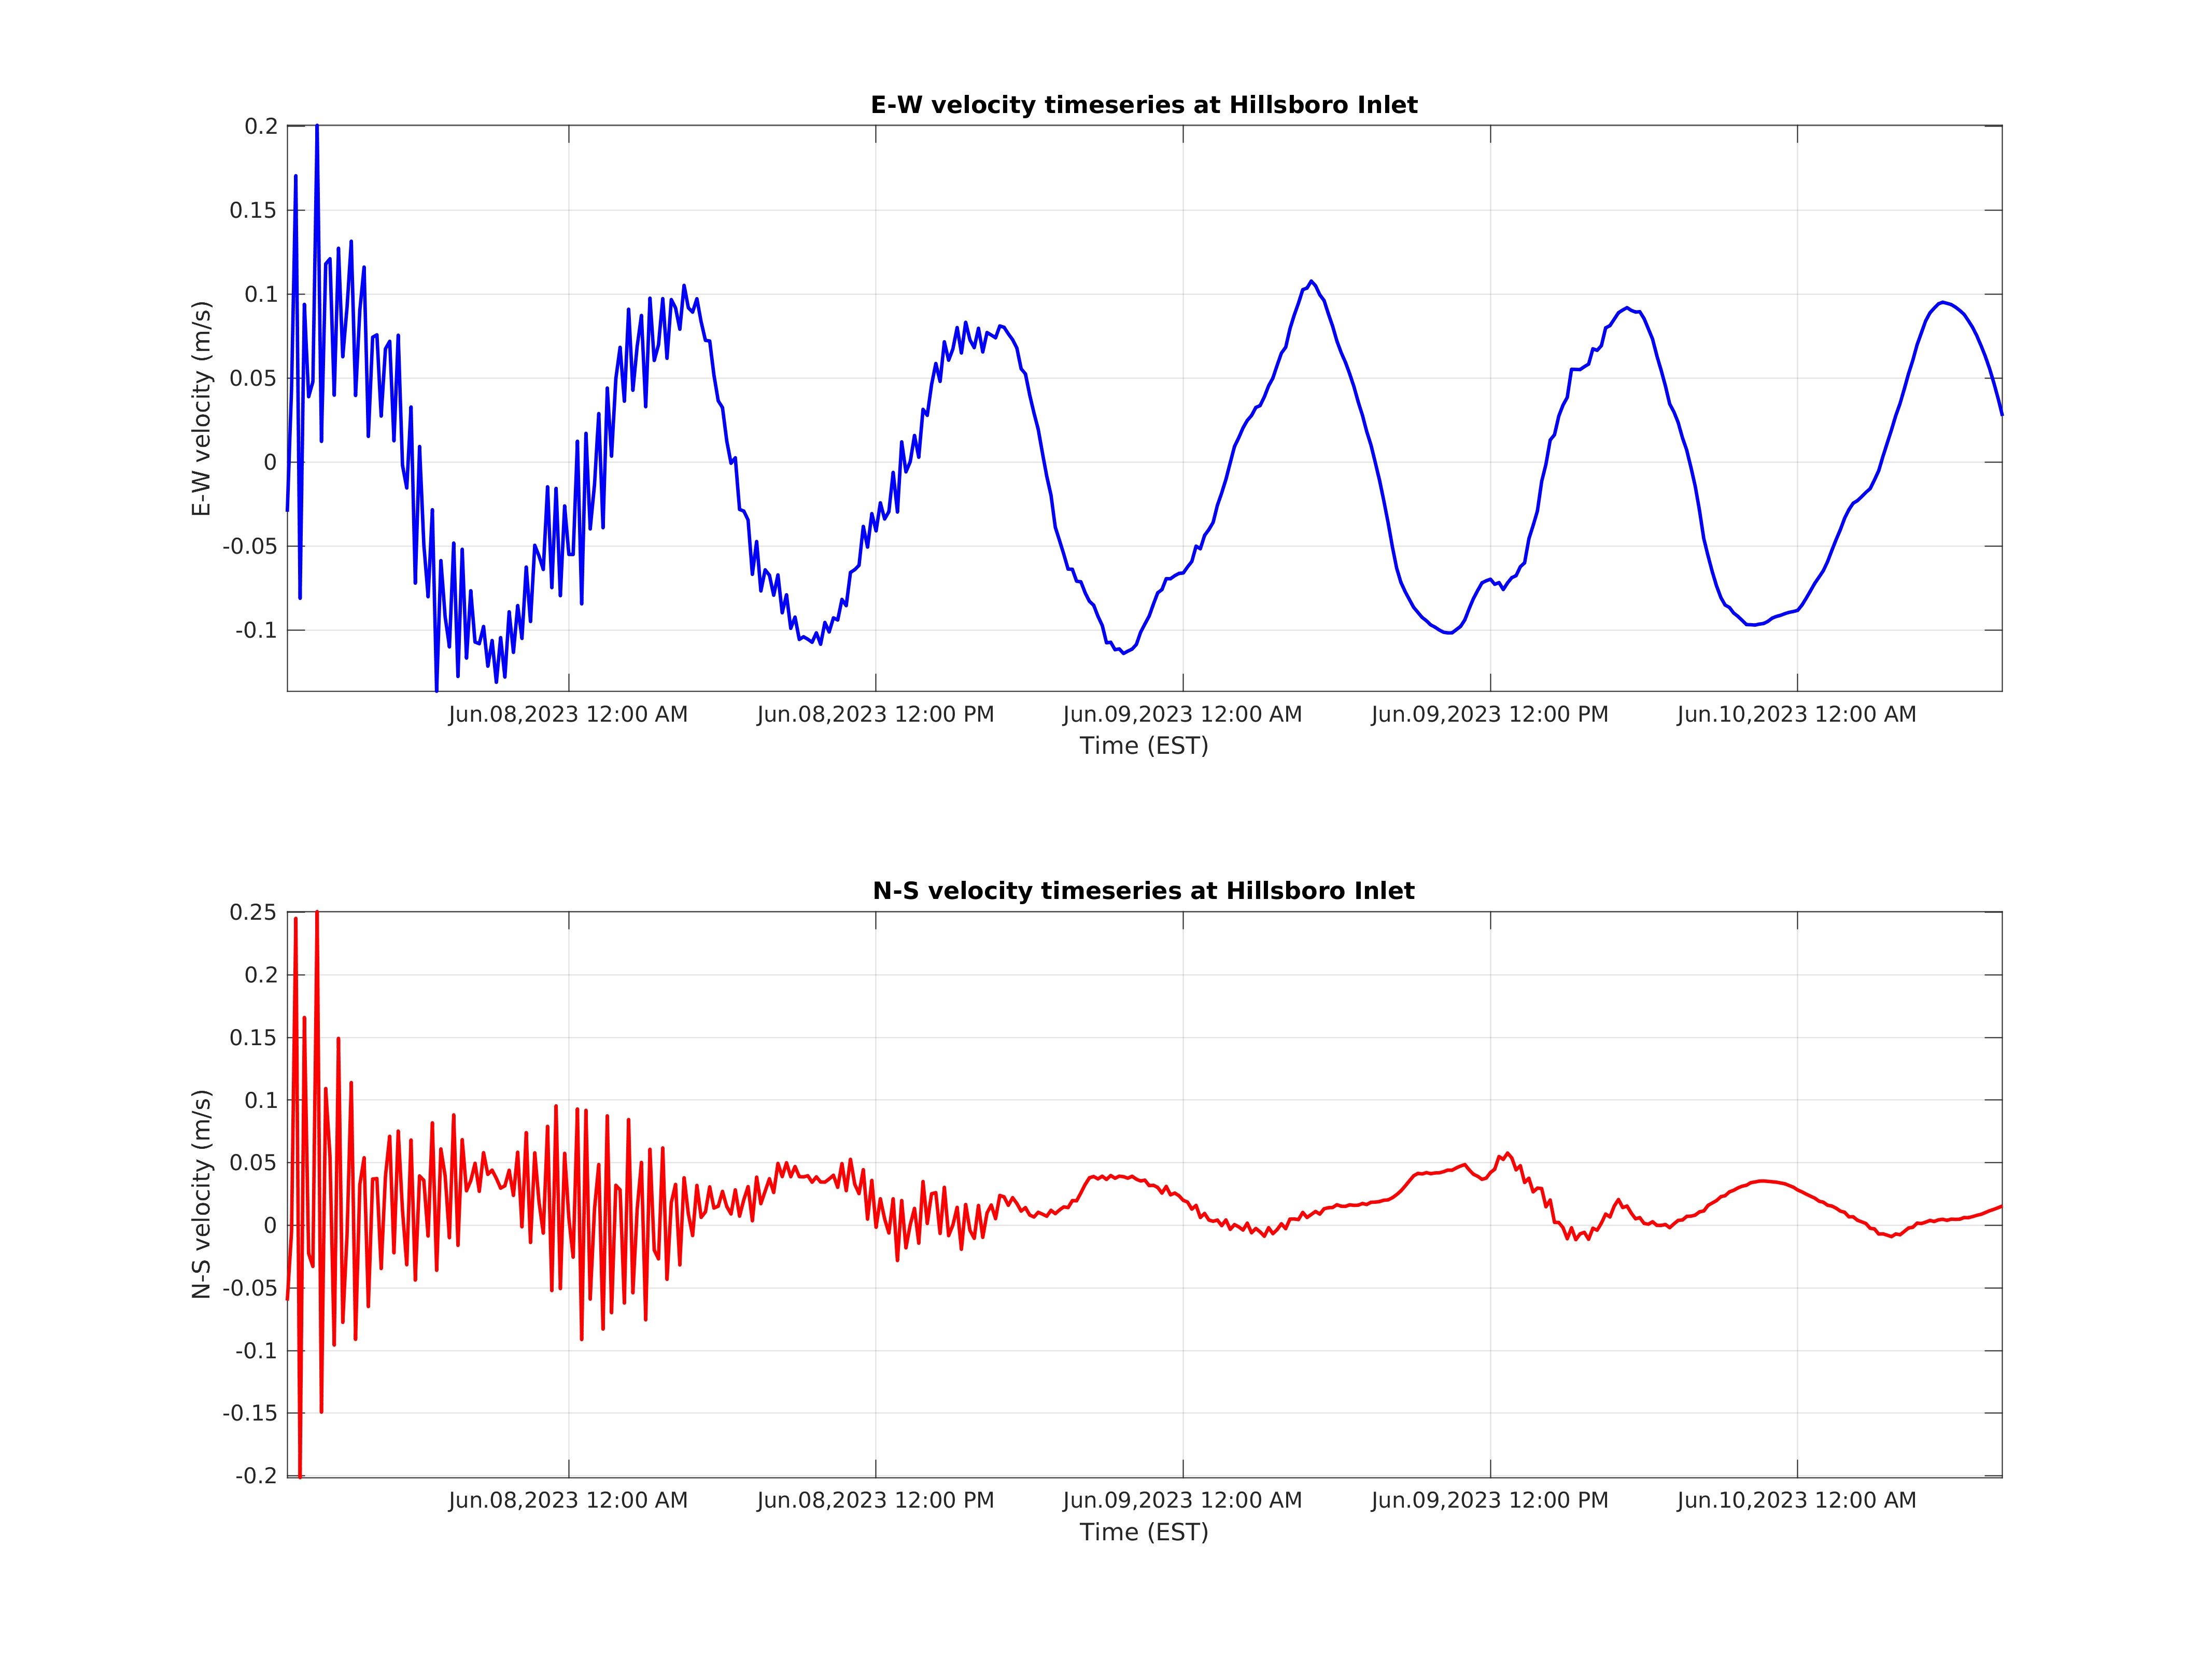 E-W velocity timeseries at Hillsboro Inlet
0.2
0.15
0.1
0.05
0
-0.05
-0.1
E-W velocity (m/s)
Jun.08,2023 12:00 AM Jun.08,2023 12:00 PM Jun.09,2023 12:00 AM Jun.09,2023 12:00 PM Jun.10,2023 12:00 AM
Time (EST)
N-S velocity timeseries at Hillsboro Inlet
0.25
0.2
0.15
0.1
0.05
0
-0.05
-0.1
-0.15
-0.2
N-S velocity (m/s)
Jun.08,2023 12:00 AM Jun.08,2023 12:00 PM Jun.09,2023 12:00 AM Jun.09,2023 12:00 PM Jun.10,2023 12:00 AM
Time (EST)